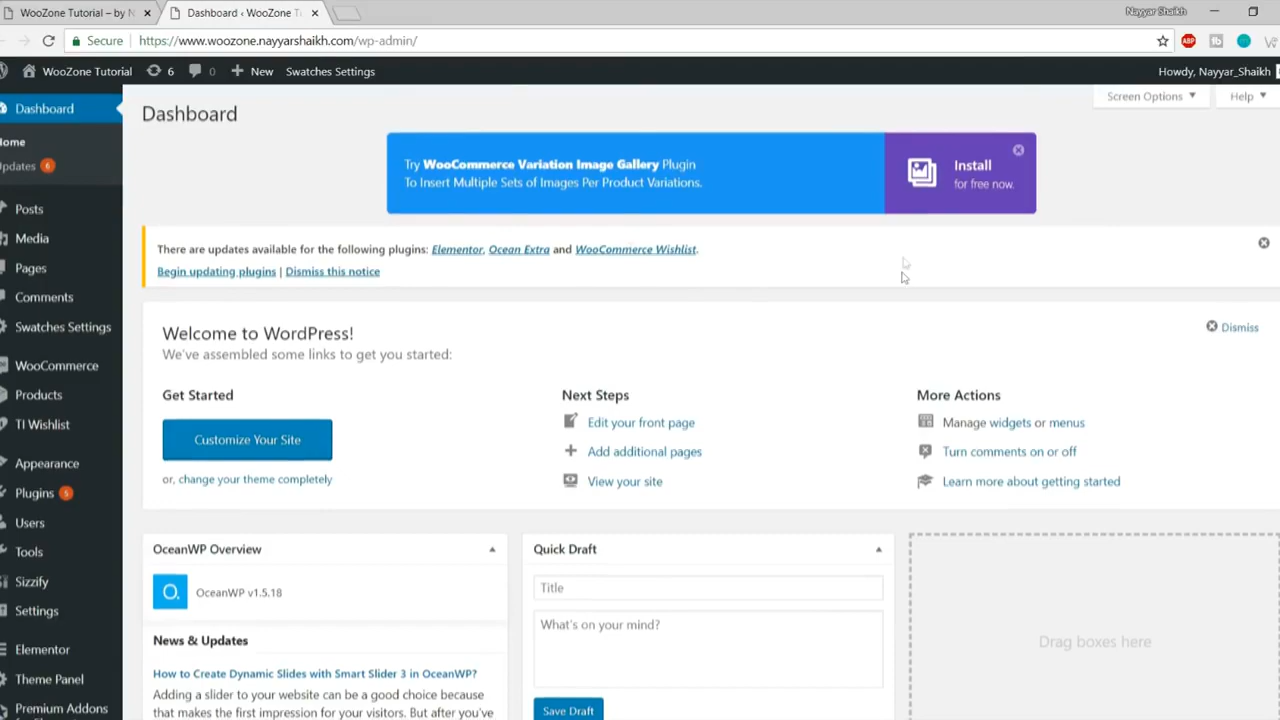 WooZone Tutorial – by N
Dashboard ‹ WooZone T
Nayyar Shaikh
Secure
https://www.woozone.nayyarshaikh.com/wp-admin/
ABP
WooZone Tutorial
6
0
New
Swatches Settings
Howdy, Nayyar_Shaikh
Dashboard
Home
Updates 6
Posts
Media
Pages
Comments
Swatches Settings
WooCommerce
Products
TI Wishlist
Appearance
Plugins 5
Users
Tools
Sizzify
Settings
Elementor
Theme Panel
Premium Addons
Dashboard
Screen Options
Help
Try WooCommerce Variation Image Gallery Plugin
To Insert Multiple Sets of Images Per Product Variations.
Install
for free now.
There are updates available for the following plugins: Elementor, Ocean Extra and WooCommerce Wishlist.
Begin updating plugins | Dismiss this notice
Welcome to WordPress!
Dismiss
We've assembled some links to get you started:
Get Started
Customize Your Site
or, change your theme completely
Next Steps
Edit your front page
Add additional pages
View your site
More Actions
Manage widgets or menus
Turn comments on or off
Learn more about getting started
OceanWP Overview
O.
OceanWP v1.5.18
News & Updates
How to Create Dynamic Slides with Smart Slider 3 in OceanWP?
Adding a slider to your website can be a good choice because
that makes the first impression for your visitors. But after you've
Quick Draft
Title
What's on your mind?
Save Draft
Drag boxes here